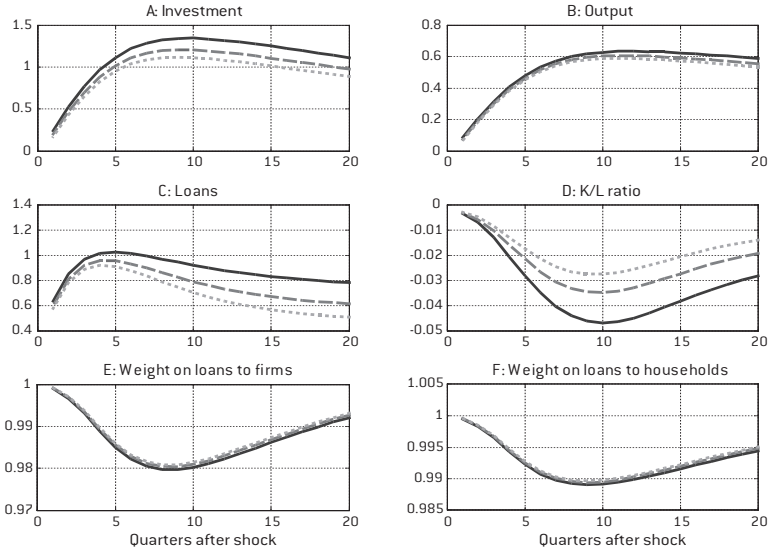 A: Investment
1.5
1
0.5
0
0 5 10 15 20
B: Output
0.8
0.6
0.4
0.2
0
0 5 10 15 20
C: Loans
1.4
1.2
1
0.8
0.6
0.4
0 5 10 15 20
D: K/L ratio
0
-0.01
-0.02
-0.03
-0.04
-0.05
0 5 10 15 20
E: Weight on loans to firms
1
0.99
0.98
0.97
0 5 10 15 20
Quarters after shock
F: Weight on loans to households
1.005
1
0.995
0.99
0.985
0 5 10 15 20
Quarters after shock